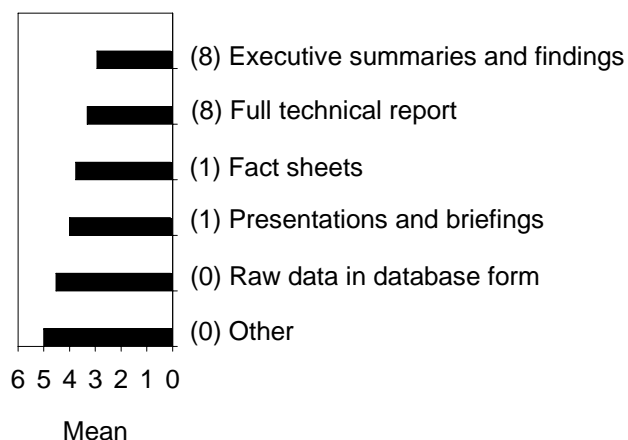 (8) Executive summaries and findings
(8) Full technical report
(1) Fact sheets
(1) Presentations and briefings
(0) Raw data in database form
(0) Other
6 5 4 3 2 1 0
Mean